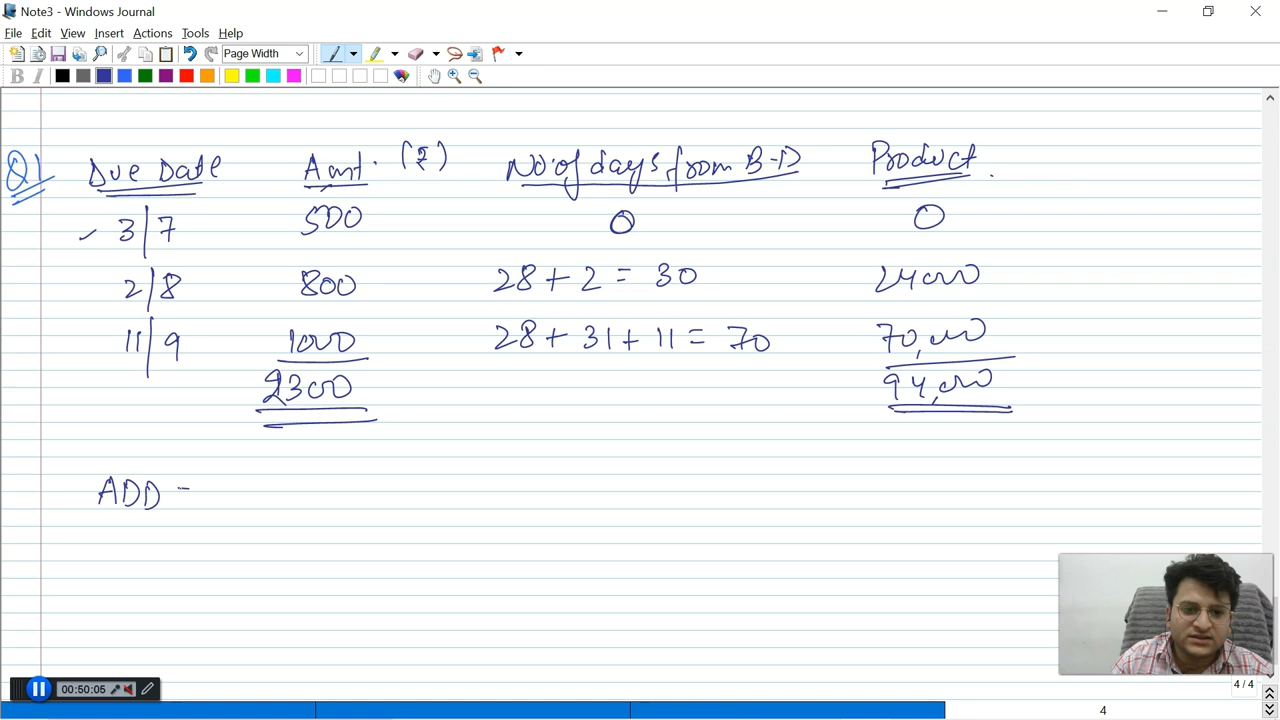 Note3 - Windows Journal
File Edit View Insert Actions Tools Help
Page Width
B I
Q1 Due Date Amt. (₹) No. of days from B-D Product.
3/7 500 0 0
2/8 800 28 + 2 = 30 24000
11/9 1000 28 + 31 + 11 = 70 70,000
2300 94,000
ADD -
4 / 4
00:50:05
4